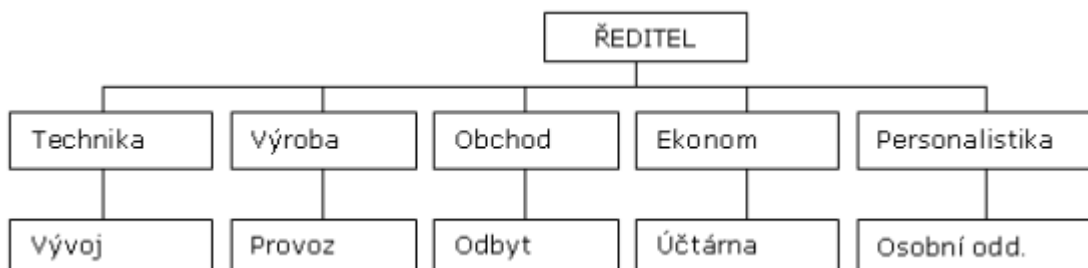 ŘEDITEL
Technika
Výroba
Obchod
Ekonom
Personalistika
Vývoj
Provoz
Odbyt
Účtárna
Osobní odd.